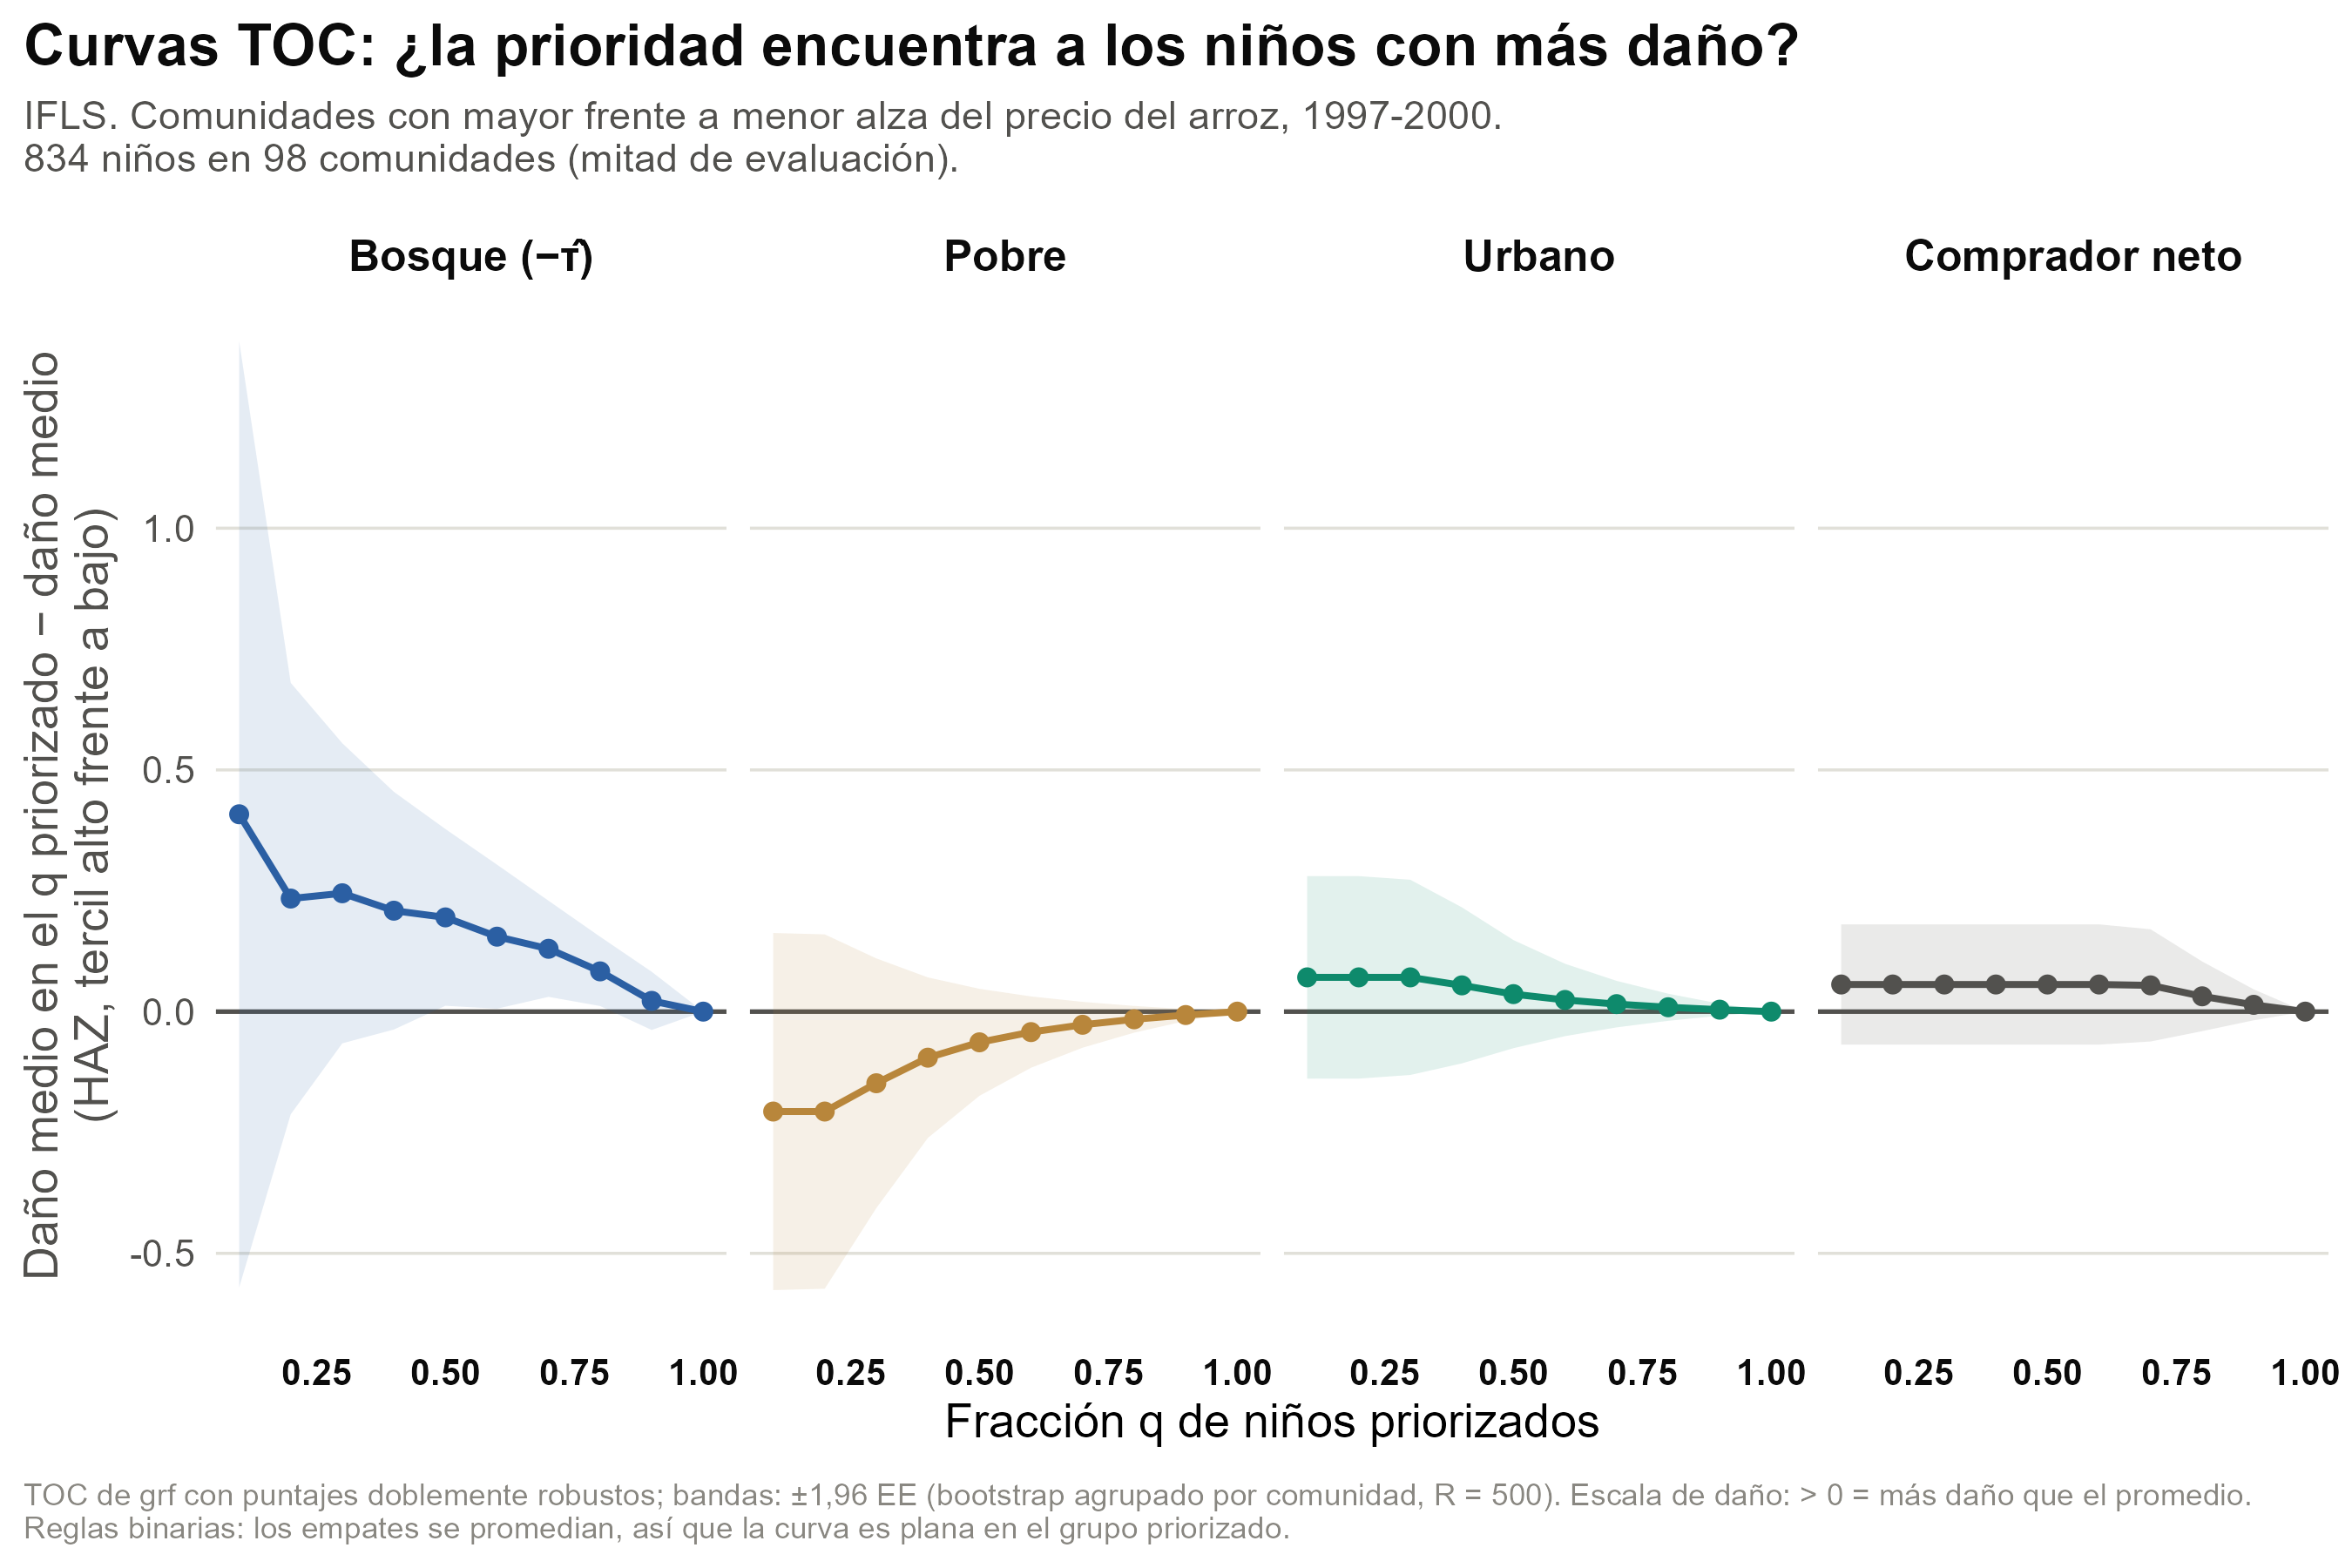 Curvas TOC: ¿la prioridad encuentra a los niños con más daño?
IFLS. Comunidades con mayor frente a menor alza del precio del arroz, 1997-2000.
834 niños en 98 comunidades (mitad de evaluación).
Bosque (−τ̂)
Pobre
Urbano
Comprador neto
Daño medio en el q priorizado − daño medio
(HAZ, tercil alto frente a bajo)
1.0
0.5
0.0
-0.5
0.25 0.50 0.75 1.00 0.25 0.50 0.75 1.00 0.25 0.50 0.75 1.00 0.25 0.50 0.75 1.00
Fracción q de niños priorizados
TOC de grf con puntajes doblemente robustos; bandas: ±1,96 EE (bootstrap agrupado por comunidad, R = 500). Escala de daño: > 0 = más daño que el promedio.
Reglas binarias: los empates se promedian, así que la curva es plana en el grupo priorizado.